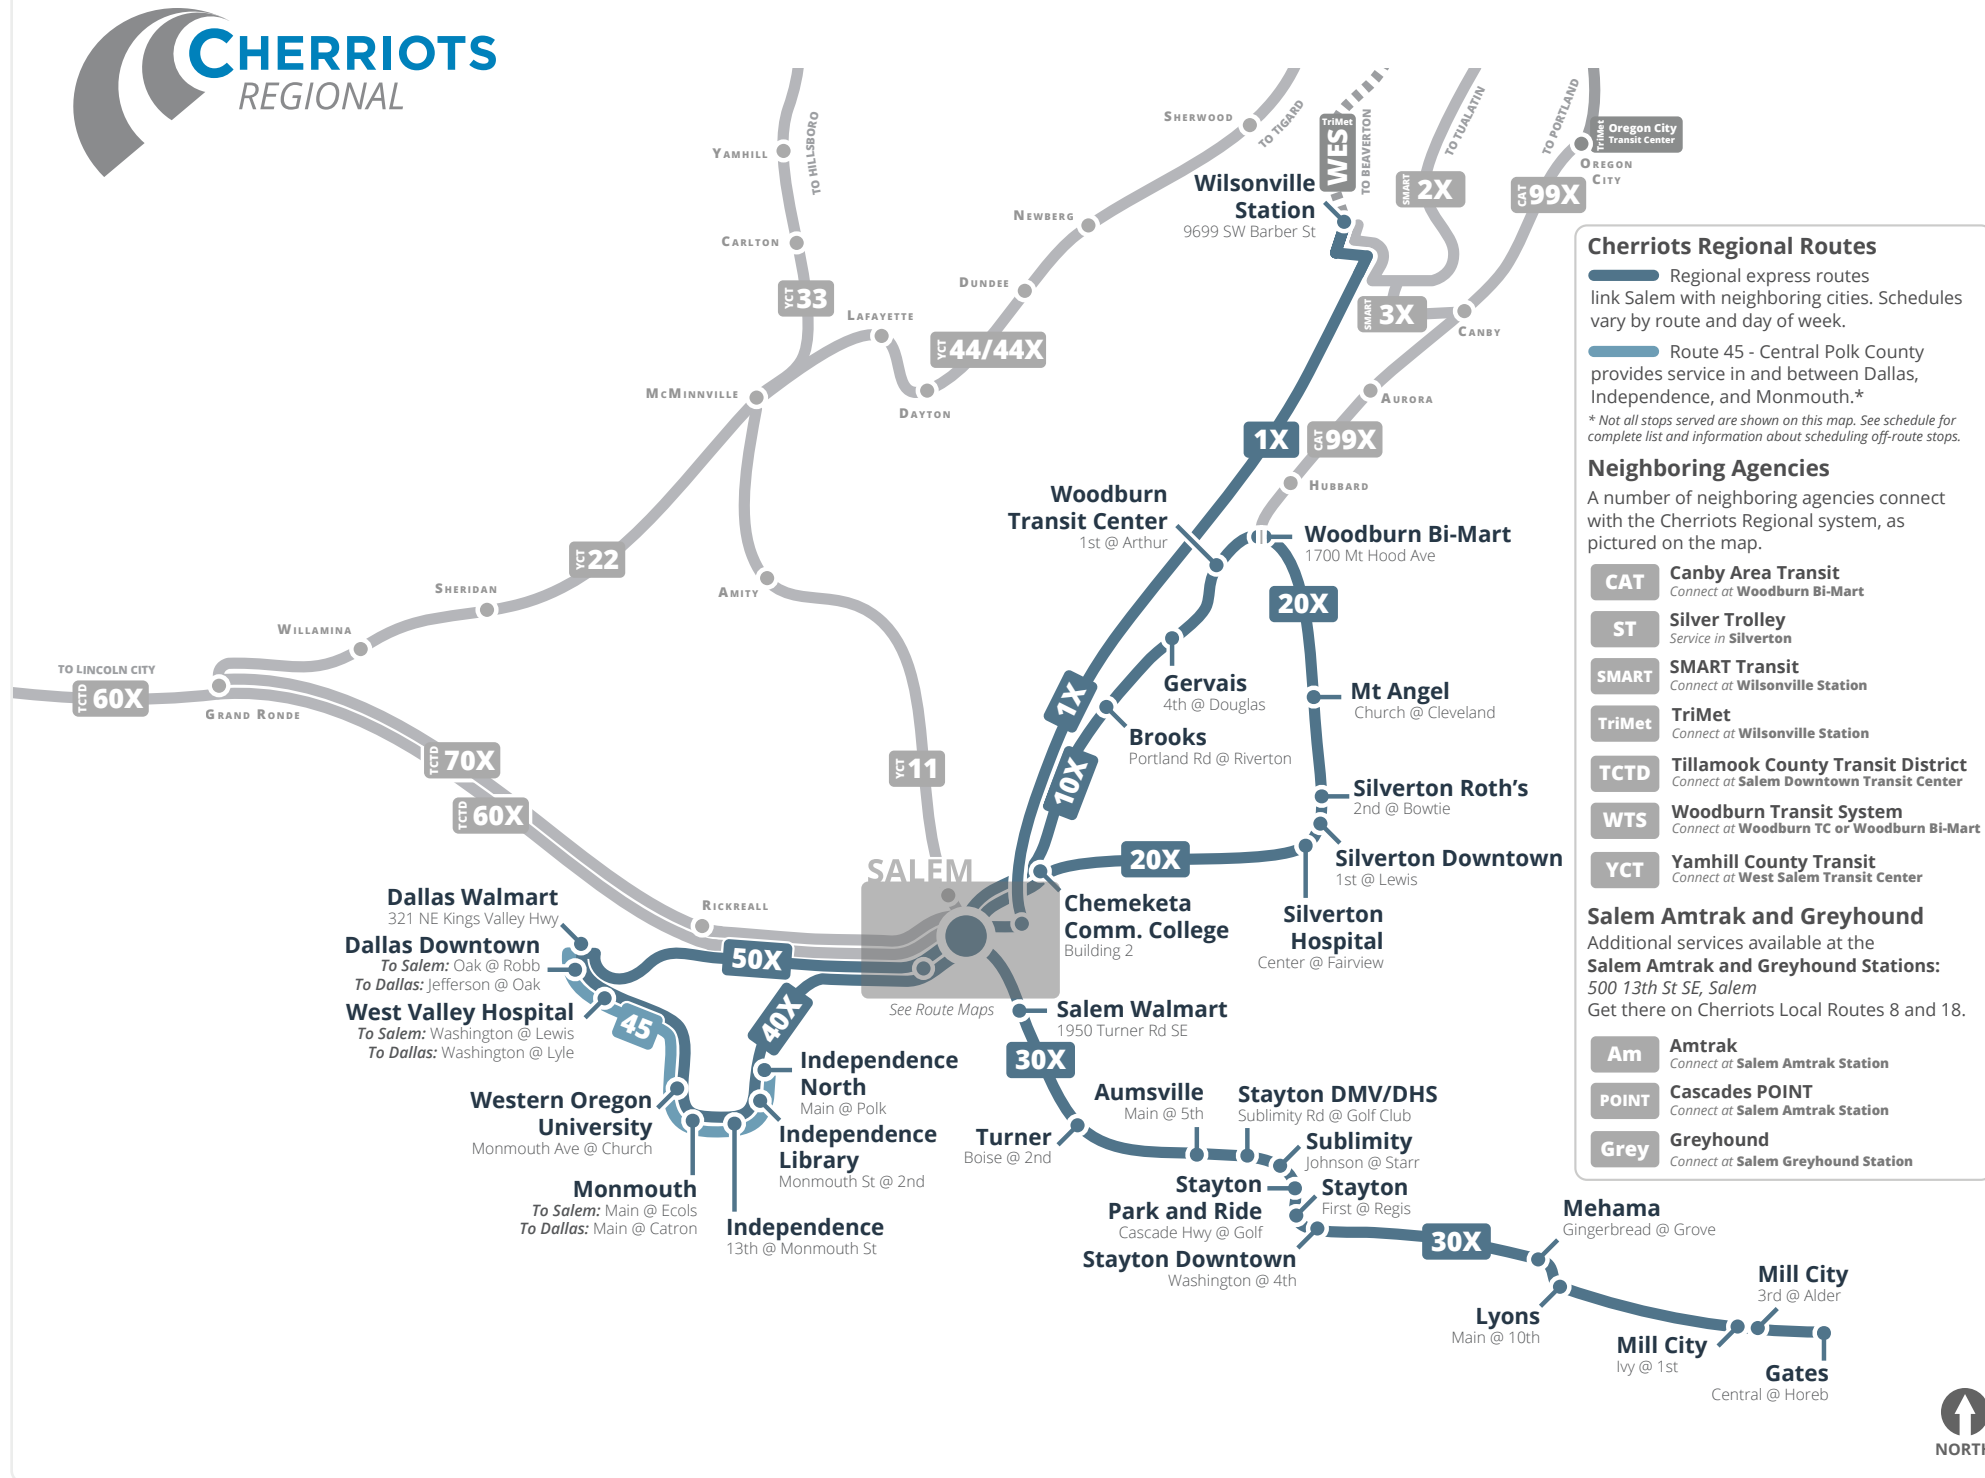 CHERRIOTS
REGIONAL
YAMHILL
TO HILLSBORO
CARLTON
YCT 33
LAFAYETTE
MCMINNVILLE
DAYTON
YCT 44/44X
DUNDEE
NEWBERG
SHERWOOD
TO TIGARD
TriMet
WES
TO BEAVERTON
Wilsonville
Station
9699 SW Barber St
TO TUALATIN
SMART 2X
TO PORTLAND
TriMet
Oregon City
Transit Center
OREGON
CITY
CAT 99X
SMART 3X
CANBY
AURORA
1X
CAT 99X
HUBBARD
Woodburn
Transit Center
1st @ Arthur
Woodburn Bi-Mart
1700 Mt Hood Ave
20X
YCT 22
AMITY
SHERIDAN
WILLAMINA
TO LINCOLN CITY
TCTD 60X
GRAND RONDE
TCTD 70X
TCTD 60X
YCT 11
1X
Gervais
4th @ Douglas
Mt Angel
Church @ Cleveland
Brooks
Portland Rd @ Riverton
10X
Silverton Roth's
2nd @ Bowtie
20X
Silverton Downtown
1st @ Lewis
Silverton
Hospital
Center @ Fairview
SALEM
Chemeketa
Comm. College
Building 2
RICKREALL
Dallas Walmart
321 NE Kings Valley Hwy
Dallas Downtown
To Salem: Oak @ Robb
To Dallas: Jefferson @ Oak
50X
West Valley Hospital
To Salem: Washington @ Lewis
To Dallas: Washington @ Lyle
45
40X
See Route Maps
Salem Walmart
1950 Turner Rd SE
30X
Independence
North
Main @ Polk
Western Oregon
University
Monmouth Ave @ Church
Independence
Library
Monmouth St @ 2nd
Monmouth
To Salem: Main @ Ecols
To Dallas: Main @ Catron
Independence
13th @ Monmouth St
Turner
Boise @ 2nd
Aumsville
Main @ 5th
Stayton DMV/DHS
Sublimity Rd @ Golf Club
Sublimity
Johnson @ Starr
Stayton
Park and Ride
Cascade Hwy @ Golf
Stayton
First @ Regis
Stayton Downtown
Washington @ 4th
30X
Mehama
Gingerbread @ Grove
Lyons
Main @ 10th
Mill City
3rd @ Alder
Mill City
Ivy @ 1st
Gates
Central @ Horeb
Cherriots Regional Routes
Regional express routes
link Salem with neighboring cities. Schedules
vary by route and day of week.
Route 45 - Central Polk County
provides service in and between Dallas,
Independence, and Monmouth.*
* Not all stops served are shown on this map. See schedule for
complete list and information about scheduling off-route stops.
Neighboring Agencies
A number of neighboring agencies connect
with the Cherriots Regional system, as
pictured on the map.
CAT
Canby Area Transit
Connect at Woodburn Bi-Mart
ST
Silver Trolley
Service in Silverton
SMART
SMART Transit
Connect at Wilsonville Station
TriMet
TriMet
Connect at Wilsonville Station
TCTD
Tillamook County Transit District
Connect at Salem Downtown Transit Center
WTS
Woodburn Transit System
Connect at Woodburn TC or Woodburn Bi-Mart
YCT
Yamhill County Transit
Connect at West Salem Transit Center
Salem Amtrak and Greyhound
Additional services available at the
Salem Amtrak and Greyhound Stations:
500 13th St SE, Salem
Get there on Cherriots Local Routes 8 and 18.
Am
Amtrak
Connect at Salem Amtrak Station
POINT
Cascades POINT
Connect at Salem Amtrak Station
Grey
Greyhound
Connect at Salem Greyhound Station
NORTH